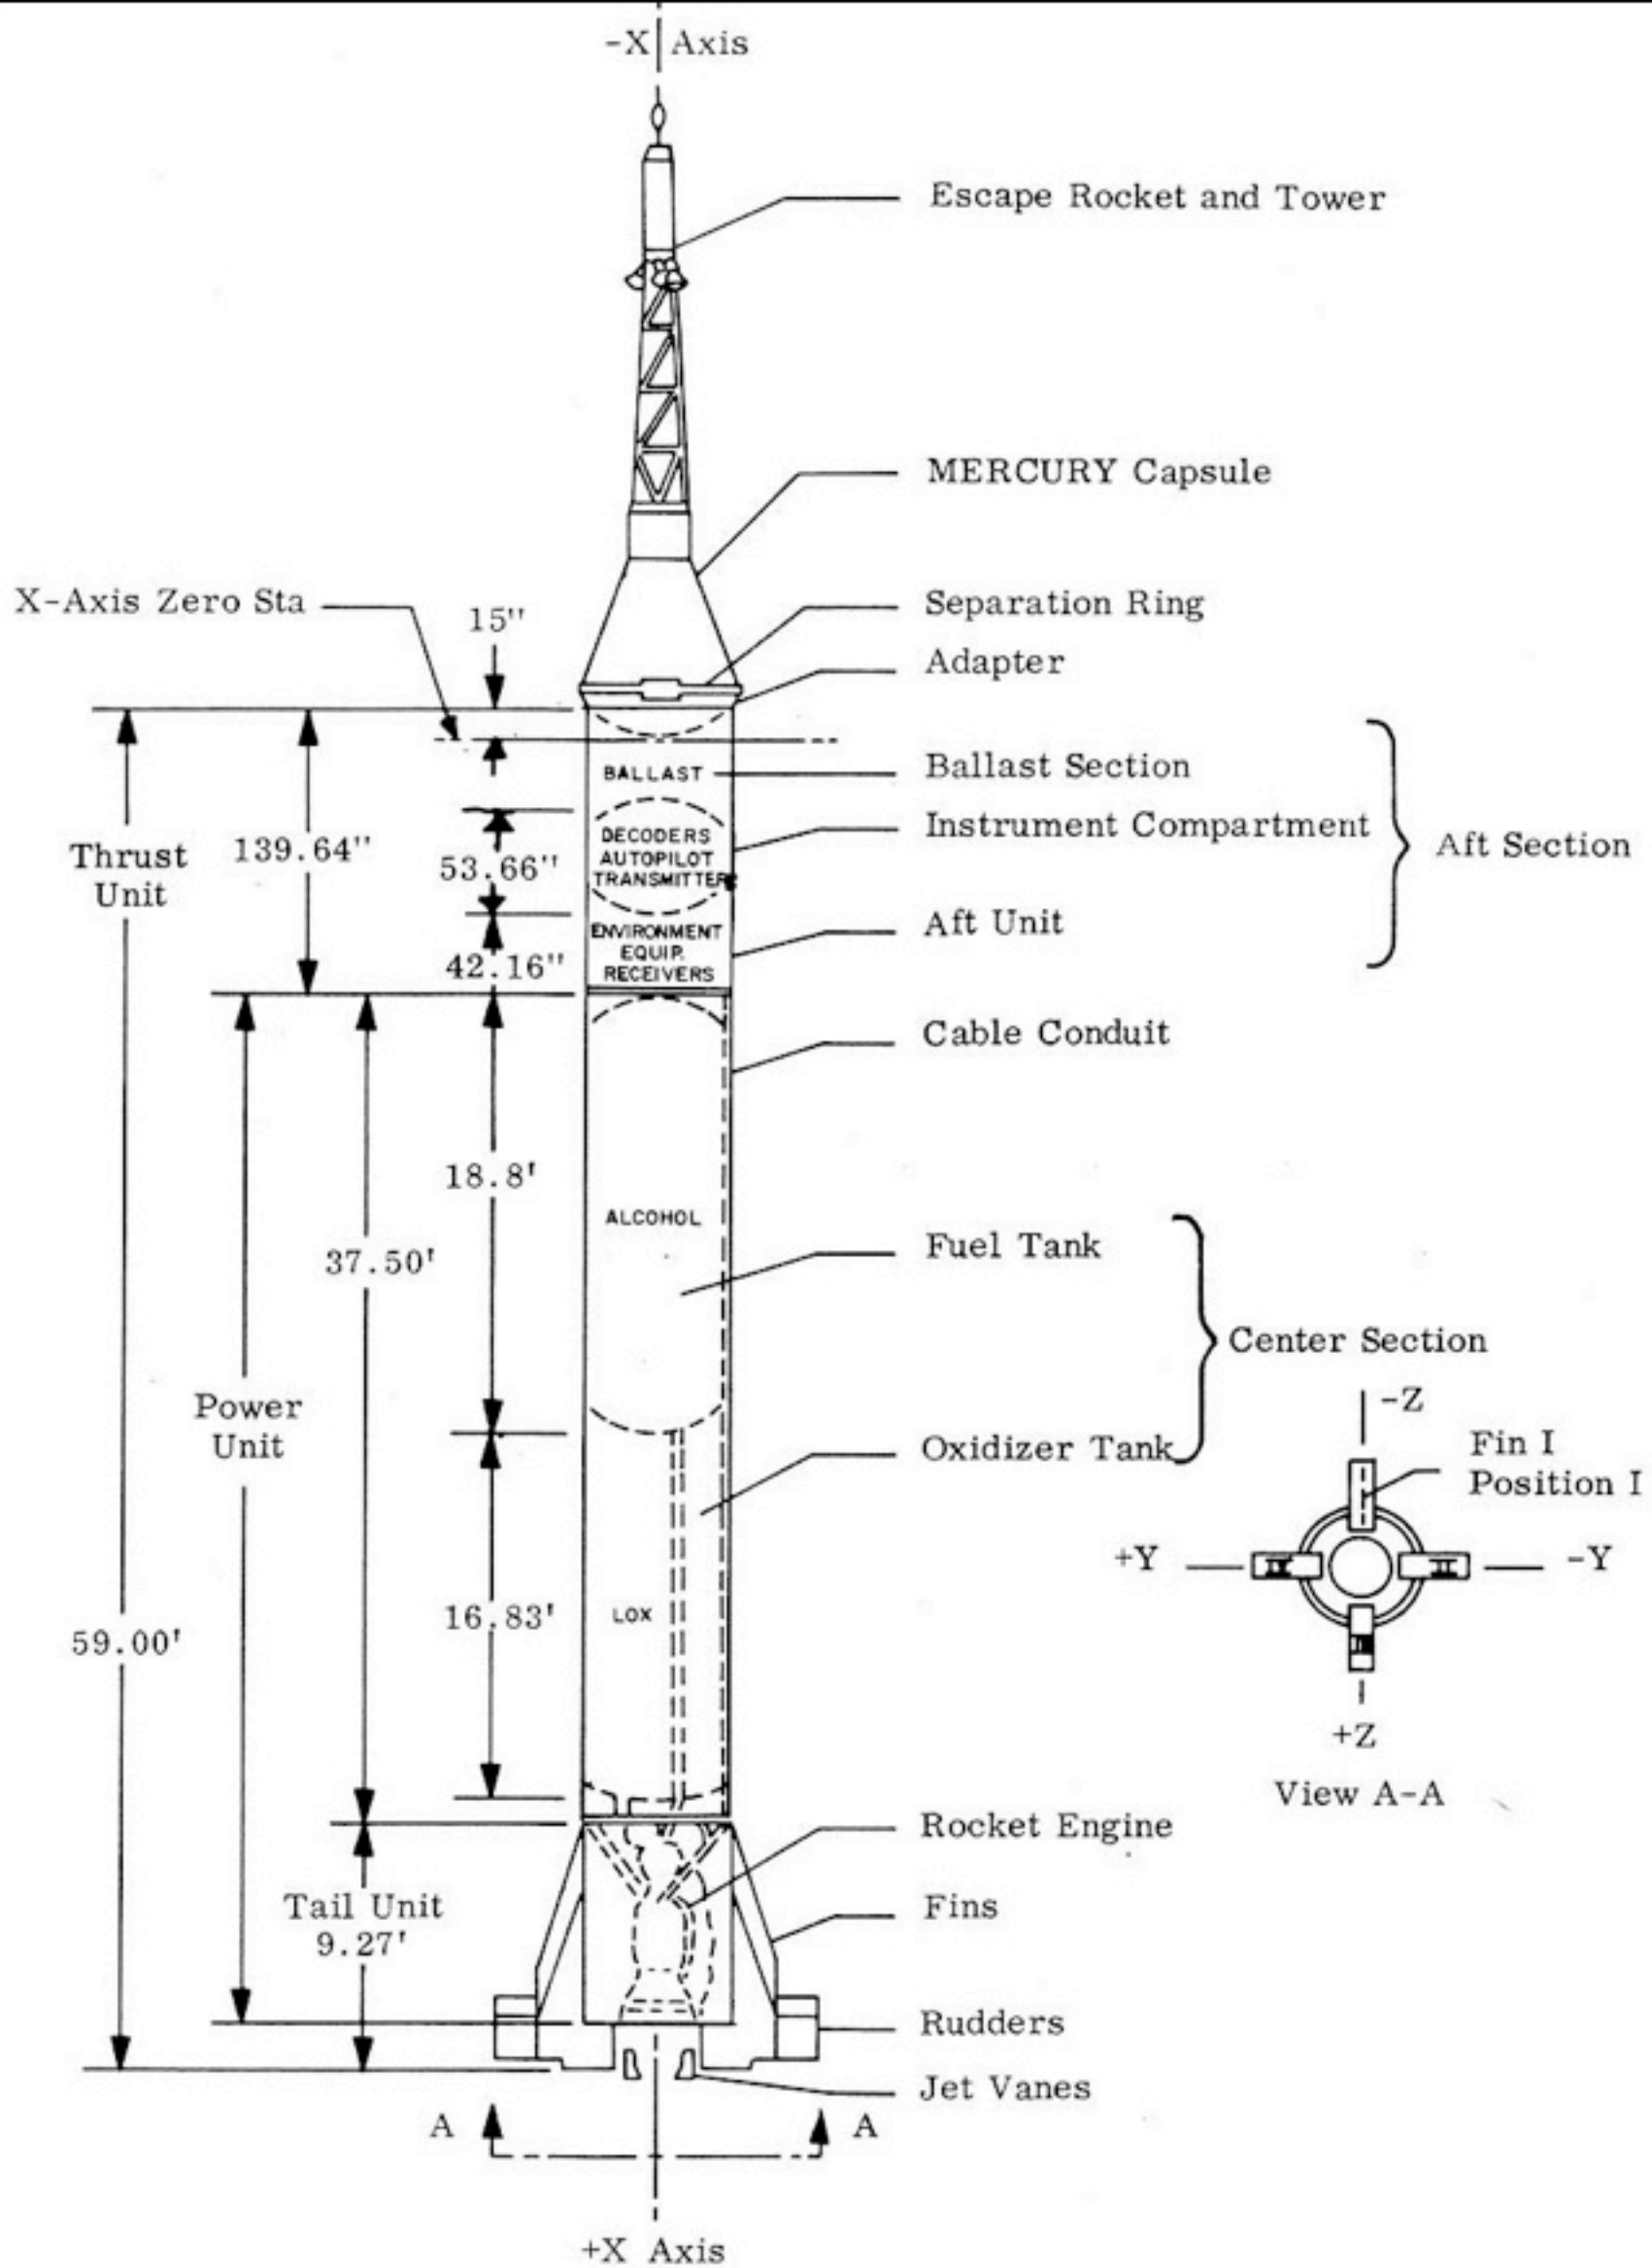 -X Axis
Escape Rocket and Tower
MERCURY Capsule
X-Axis Zero Sta
15"
Separation Ring
Adapter
BALLAST
Ballast Section
Instrument Compartment
Aft Section
Thrust
Unit
139.64"
53.66"
DECODERS
AUTOPILOT
TRANSMITTERS
Aft Unit
ENVIRONMENT
EQUIP.
RECEIVERS
42.16"
Cable Conduit
18.8'
ALCOHOL
37.50'
Fuel Tank
Center Section
Power
Unit
Oxidizer Tank
-Z
Fin I
Position I
+Y
II
-Y
III
+Z
View A-A
59.00'
16.83'
LOX
Rocket Engine
Tail Unit
9.27'
Fins
Rudders
Jet Vanes
A
A
+X Axis